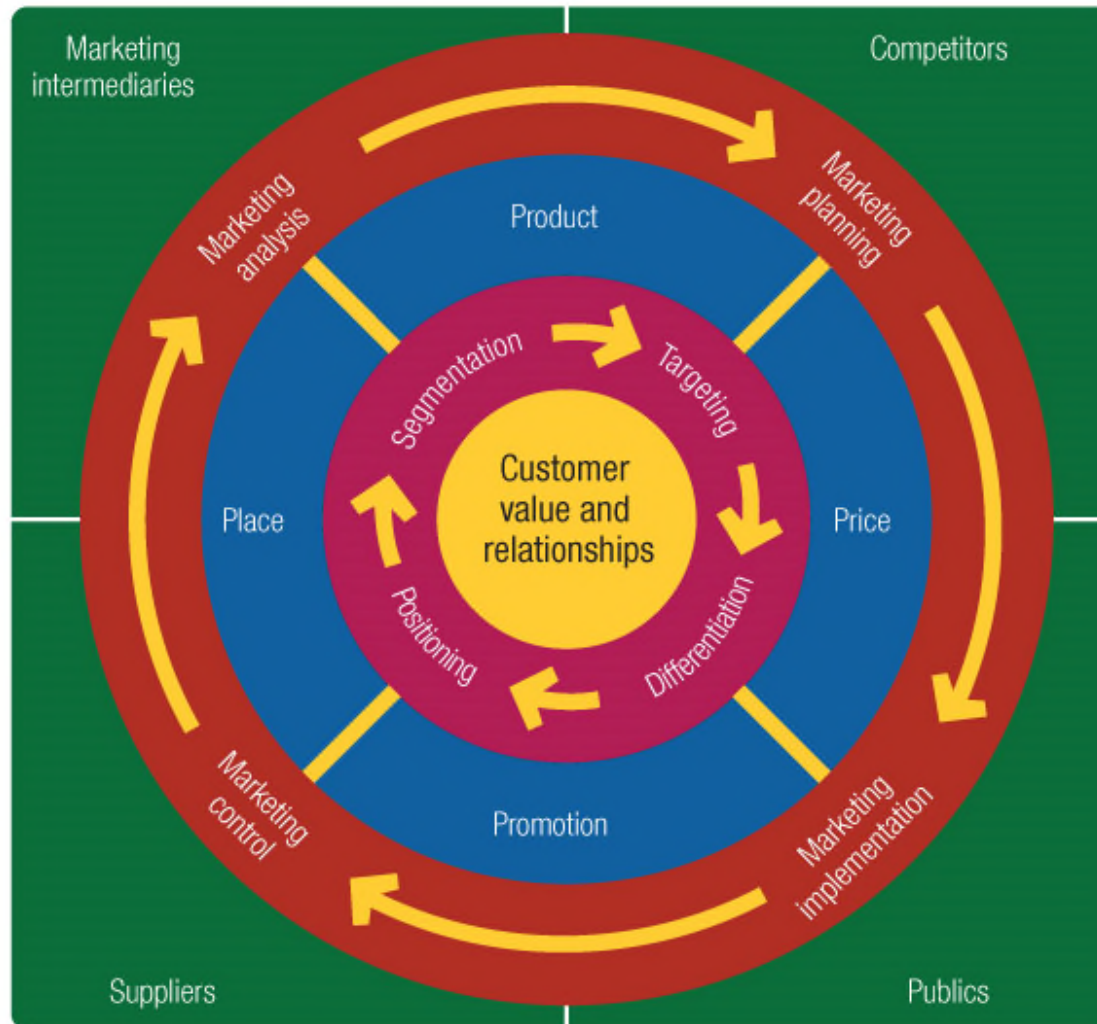 Marketing
intermediaries
Competitors
Marketing
analysis
Marketing
planning
Product
Segmentation
Targeting
Customer
value and
relationships
Place
Price
Positioning
Differentiation
Promotion
Marketing
control
Marketing
implementation
Suppliers
Publics